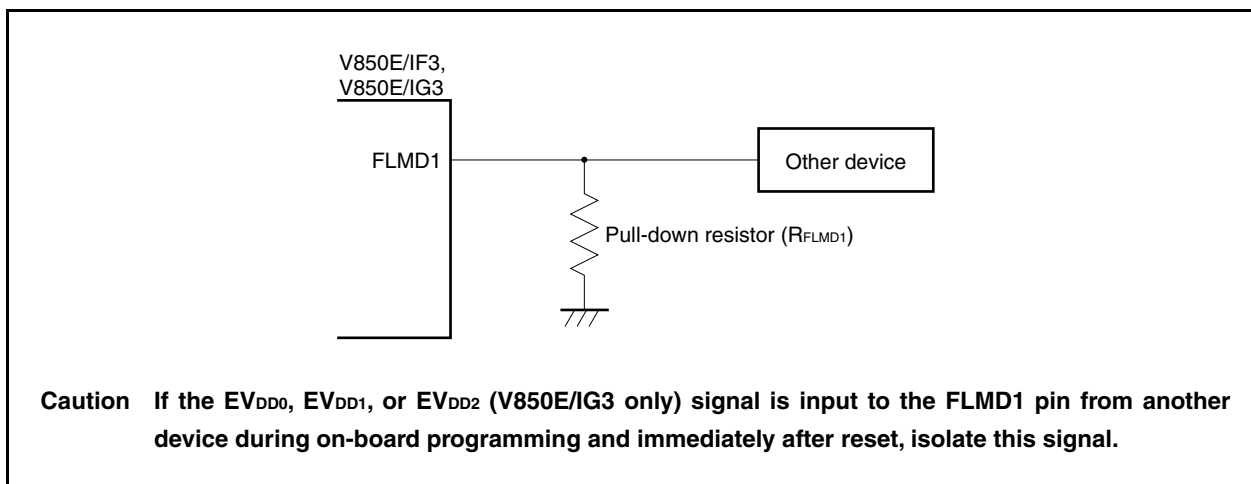 V850E/IF3,
V850E/IG3
FLMD1
Other device
Pull-down resistor (RFLMD1)
Caution If the EVDD0, EVDD1, or EVDD2 (V850E/IG3 only) signal is input to the FLMD1 pin from another
device during on-board programming and immediately after reset, isolate this signal.